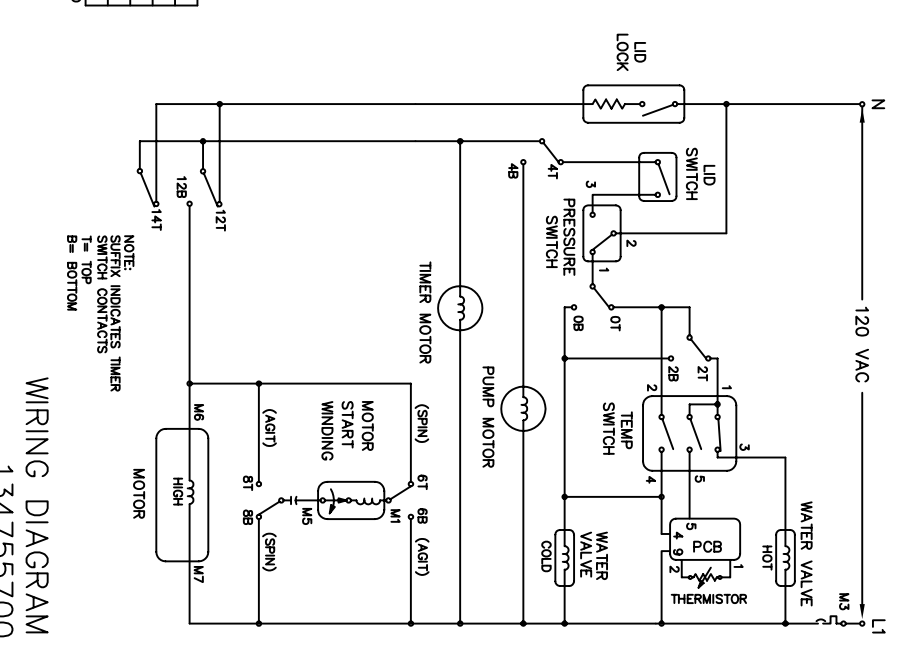 N
120 VAC
L1
M3
LID
LOCK
LID
SWITCH
3
2
PRESSURE
SWITCH
1
4T
4B
0T
0B
2T
2B
1
2
3
TEMP
SWITCH
4
5
WATER VALVE
HOT
5
4
9
PCB
1
2
THERMISTOR
WATER
VALVE
COLD
PUMP MOTOR
TIMER MOTOR
12T
12B
14T
NOTE:
SUFFIX INDICATES TIMER
SWITCH CONTACTS
T= TOP
B= BOTTOM
(SPIN)
6T
6B
(AGIT)
MOTOR
START
WINDING
M1
M5
(AGIT)
8T
8B
(SPIN)
M6
HIGH
M7
MOTOR
WIRING DIAGRAM
134755700